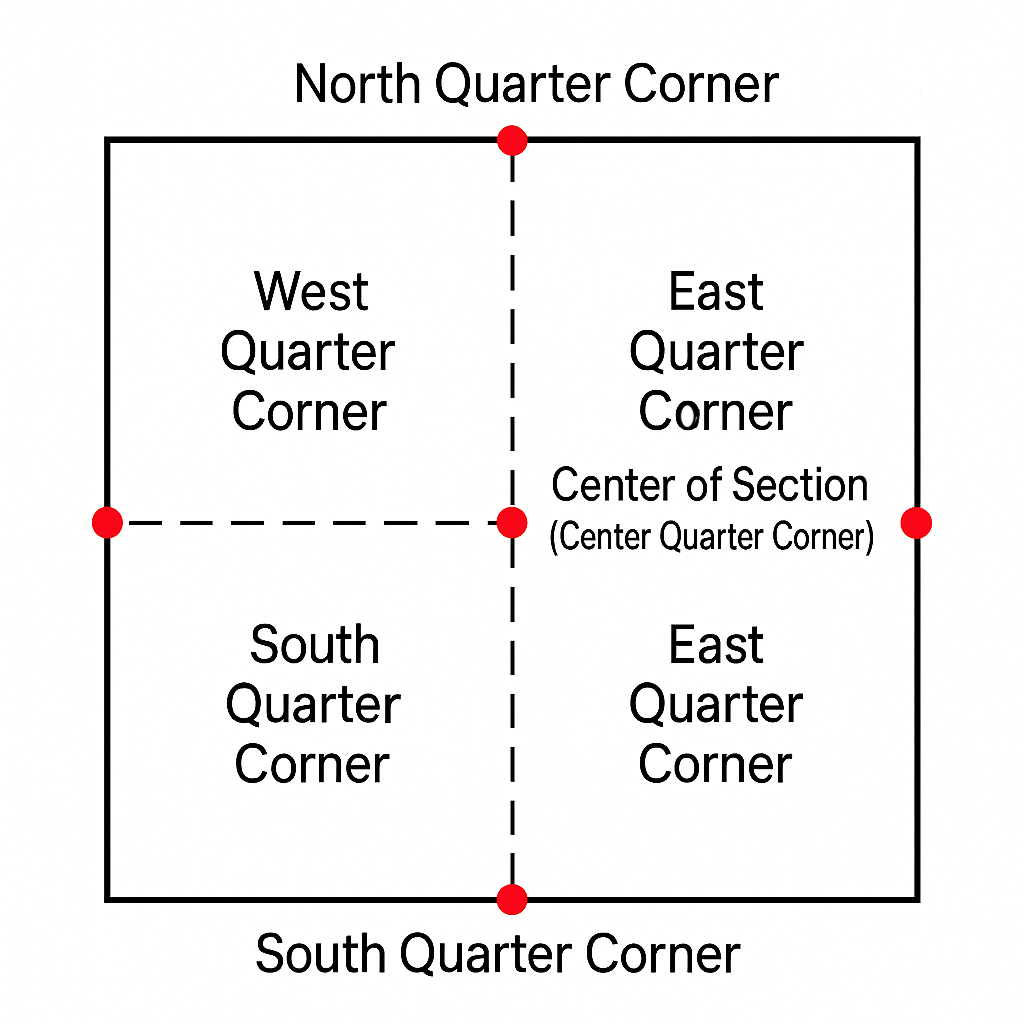 North Quarter Corner
West
Quarter
Corner
East
Quarter
Corner
Center of Section
(Center Quarter Corner)
South
Quarter
Corner
East
Quarter
Corner
South Quarter Corner